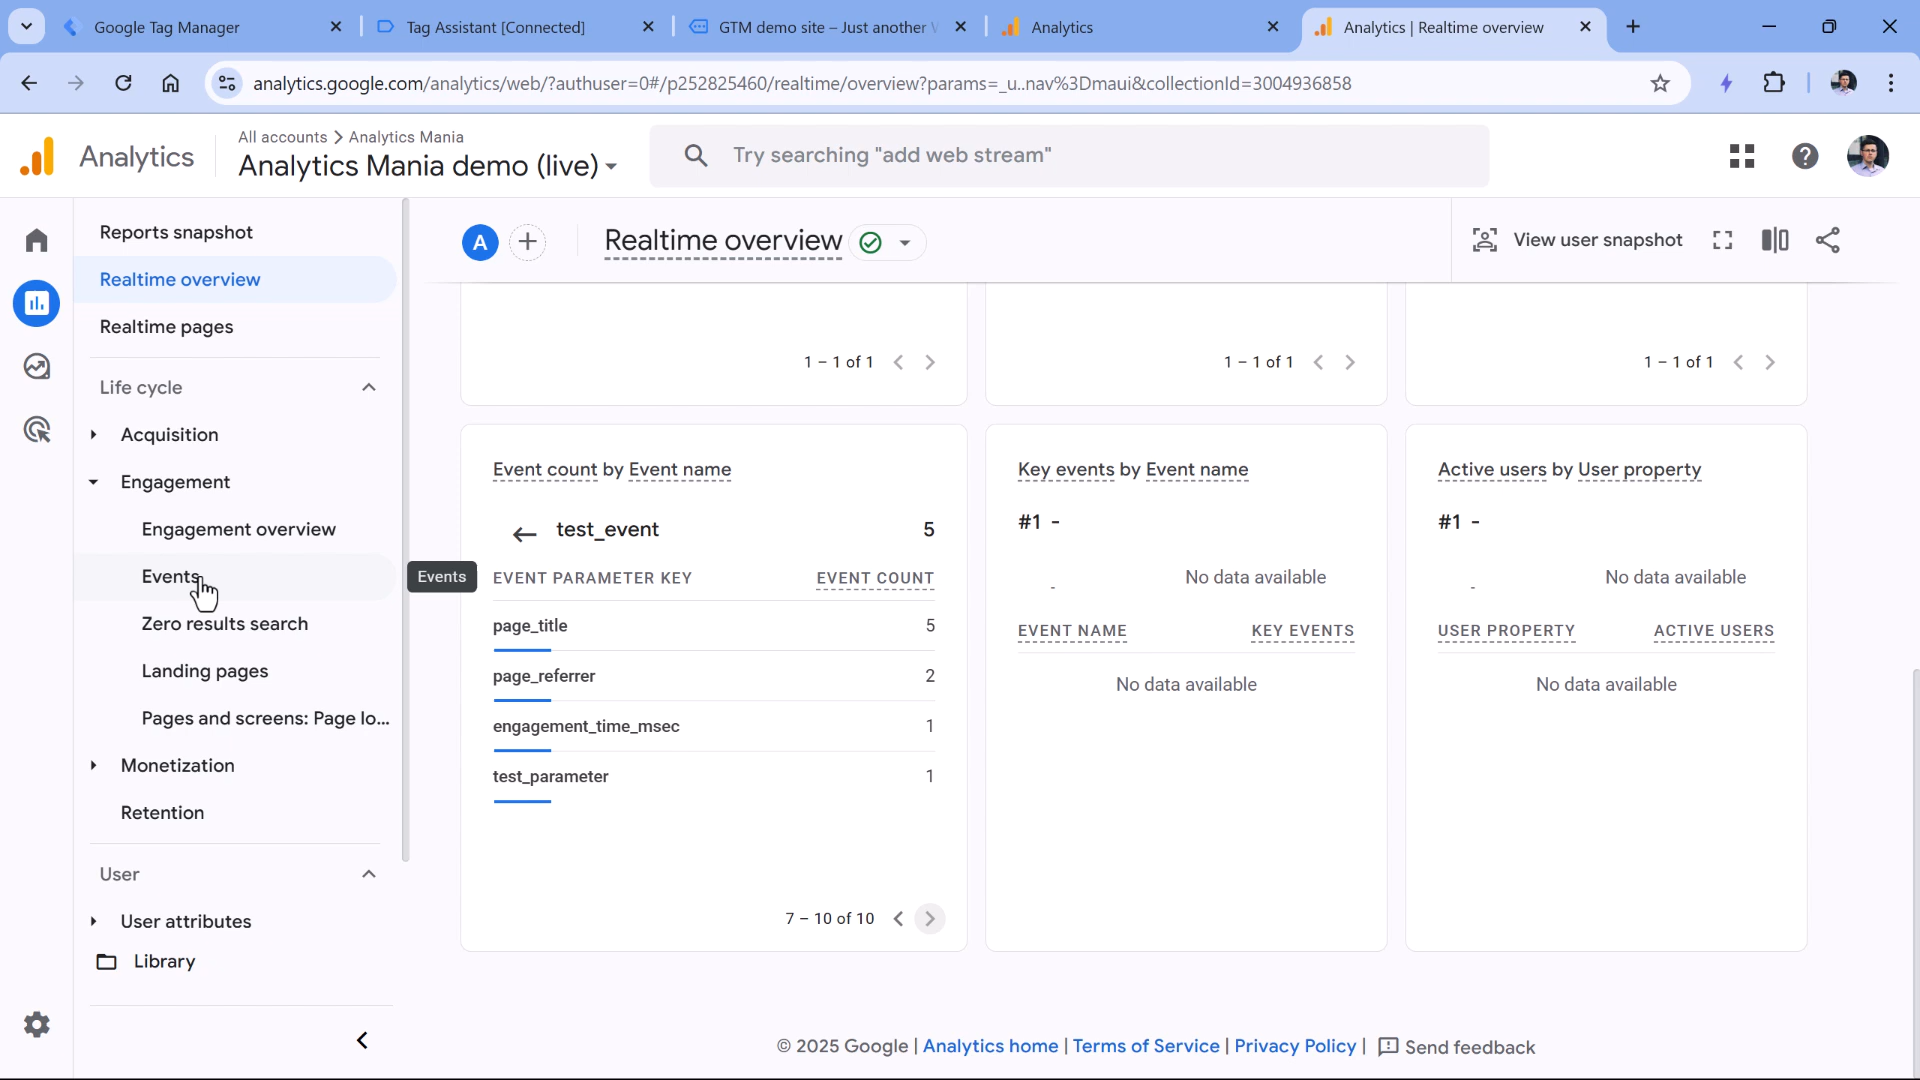 Google Tag Manager
Tag Assistant [Connected]
GTM demo site – Just another
Analytics
Analytics | Realtime overview
analytics.google.com/analytics/web/?authuser=0#/p252825460/realtime/overview?params=_u..nav%3Dmaui&collectionId=3004936858
Analytics
All accounts > Analytics Mania
Analytics Mania demo (live)
Try searching "add web stream"
Reports snapshot
Realtime overview
Realtime pages
Life cycle
Acquisition
Engagement
Engagement overview
Events
Zero results search
Landing pages
Pages and screens: Page lo...
Monetization
Retention
User
User attributes
Library
Events
A
Realtime overview
View user snapshot
1 – 1 of 1
1 – 1 of 1
1 – 1 of 1
Event count by Event name
test_event 5
EVENT PARAMETER KEY EVENT COUNT
page_title 5
page_referrer 2
engagement_time_msec 1
test_parameter 1
7 – 10 of 10
Key events by Event name
#1 -
- No data available
EVENT NAME KEY EVENTS
No data available
Active users by User property
#1 -
- No data available
USER PROPERTY ACTIVE USERS
No data available
© 2025 Google | Analytics home | Terms of Service | Privacy Policy | Send feedback